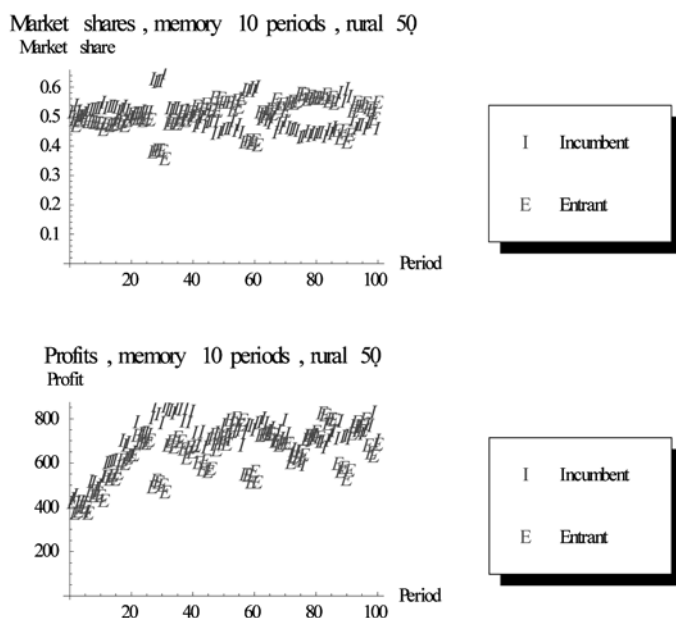 Market shares , memory 10 periods , rural 50,
Market share
0.6
0.5
0.4
0.3
0.2
0.1
20 40 60 80 100
Period
I Incumbent
E Entrant
Profits , memory 10 periods , rural 50,
Profit
800
600
400
200
20 40 60 80 100
Period
I Incumbent
E Entrant